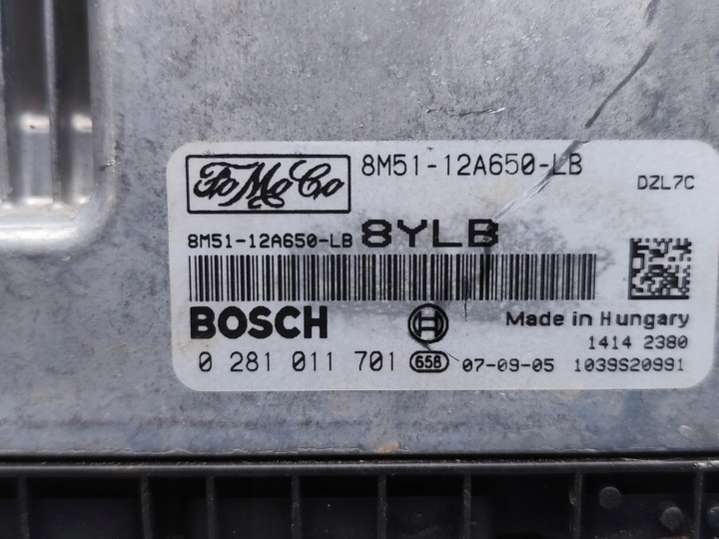 FoMoCo 8M51-12A650-LB
DZL7C
8M51-12A650-LB 8YLB
BOSCH
Made in Hungary
1414 2380
0 281 011 701 658 07-09-05 1039S20991